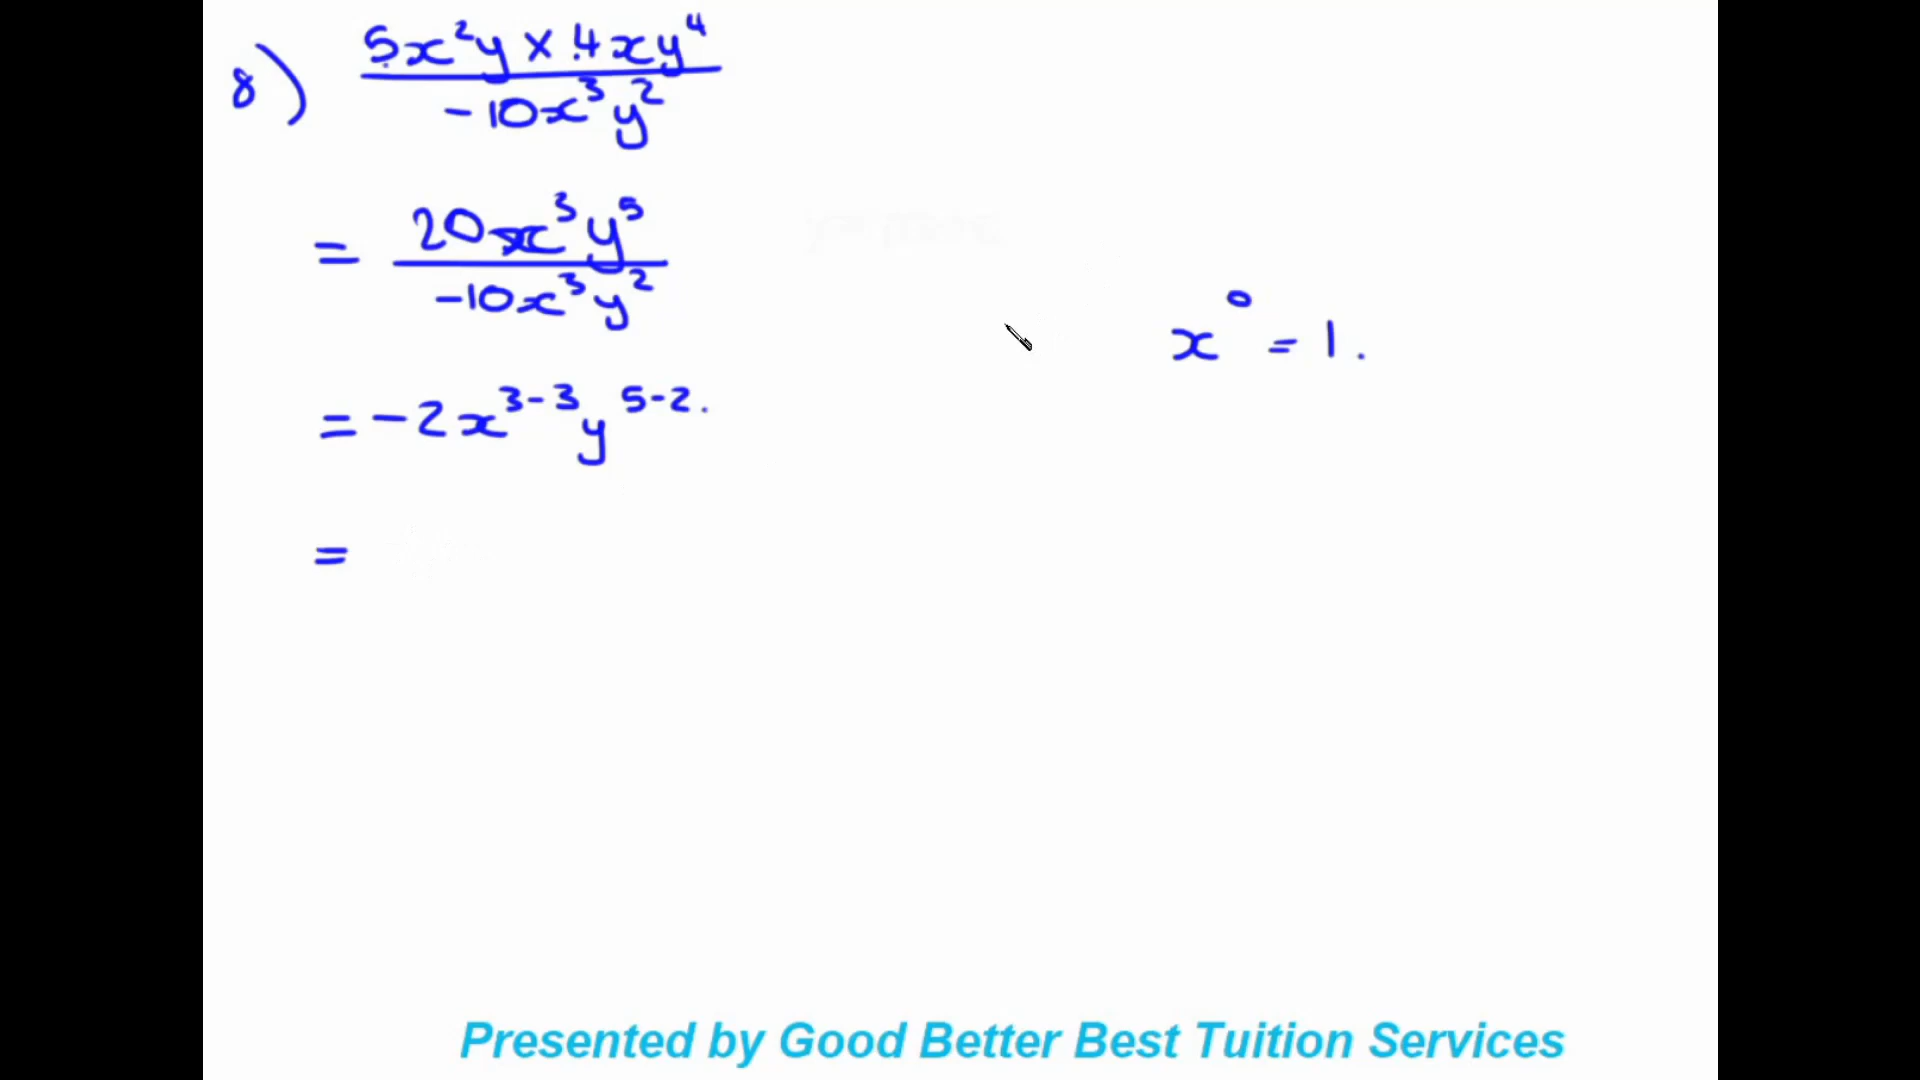 8) 5x²y × 4xy⁴
-10x³y²
= 20x³y⁵
-10x³y²
x⁰ = 1.
= -2x³⁻³y⁵⁻².
=
Presented by Good Better Best Tuition Services